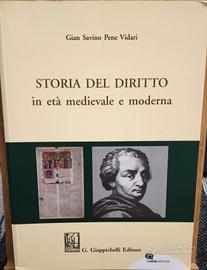 Gian Savino Pene Vidari
STORIA DEL DIRITTO
in età medievale e moderna
G. Giappichelli Editore